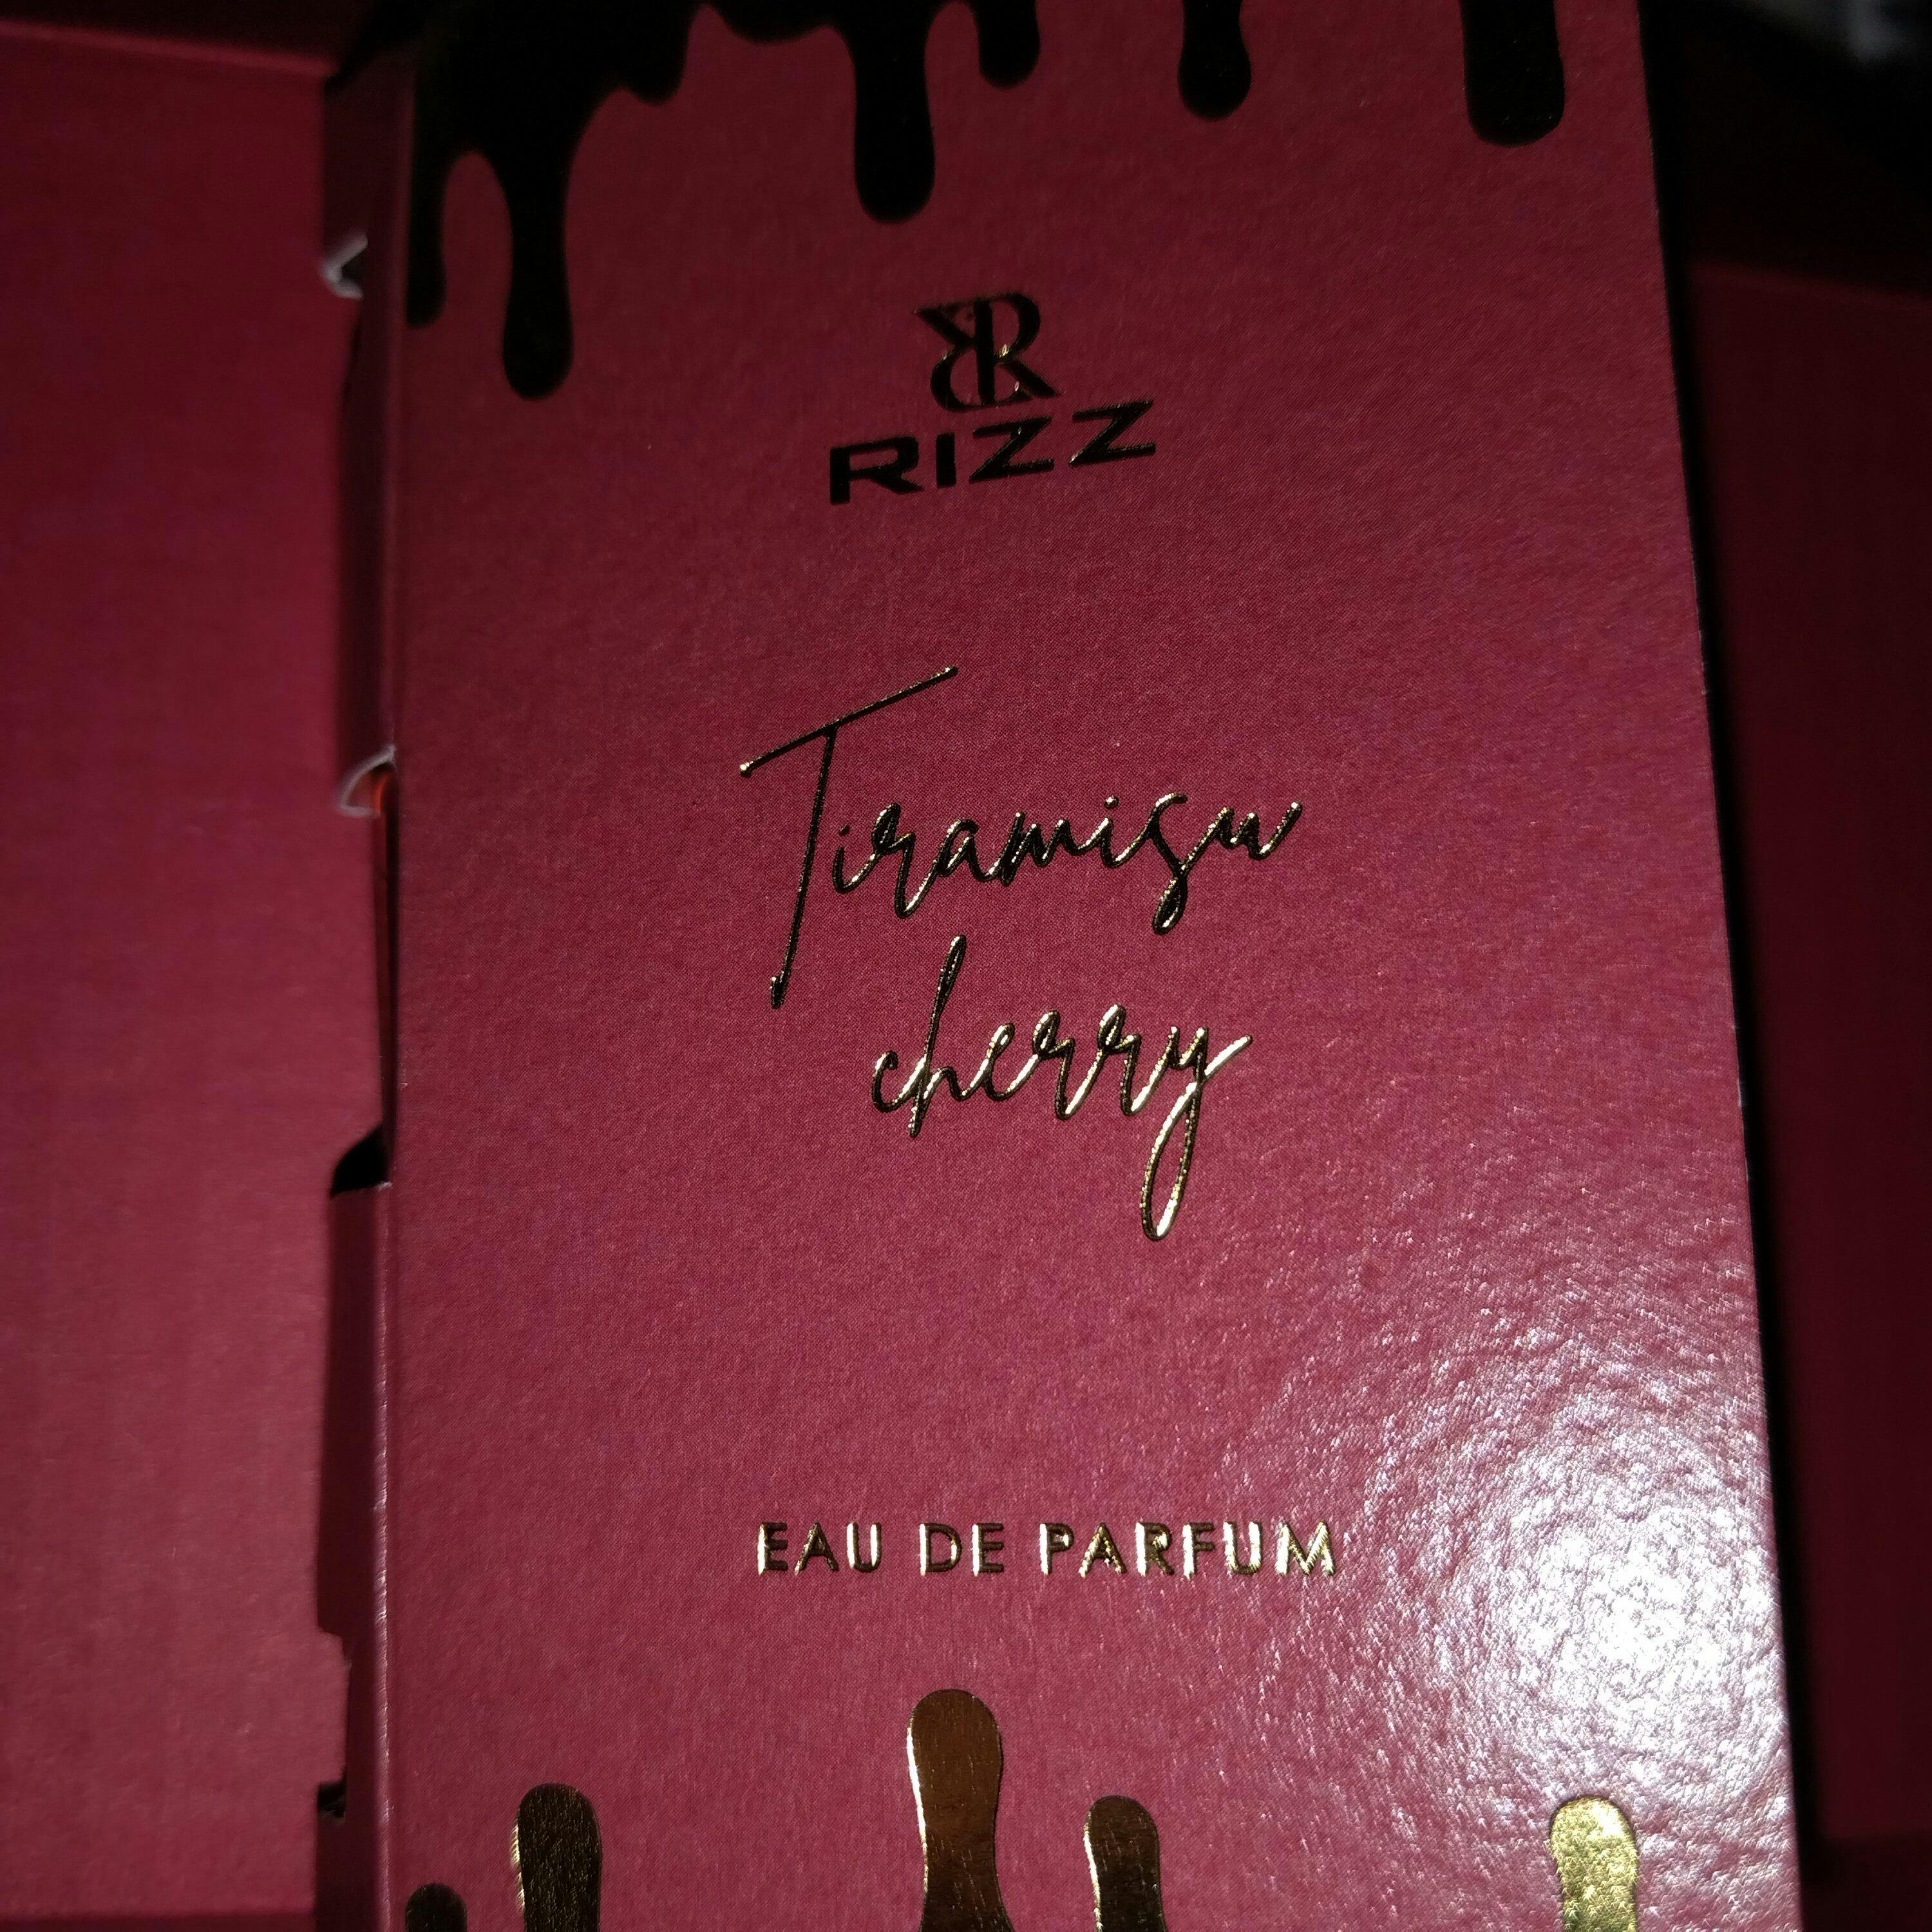 RIZZ
Tiramisu
cherry
EAU DE PARFUM